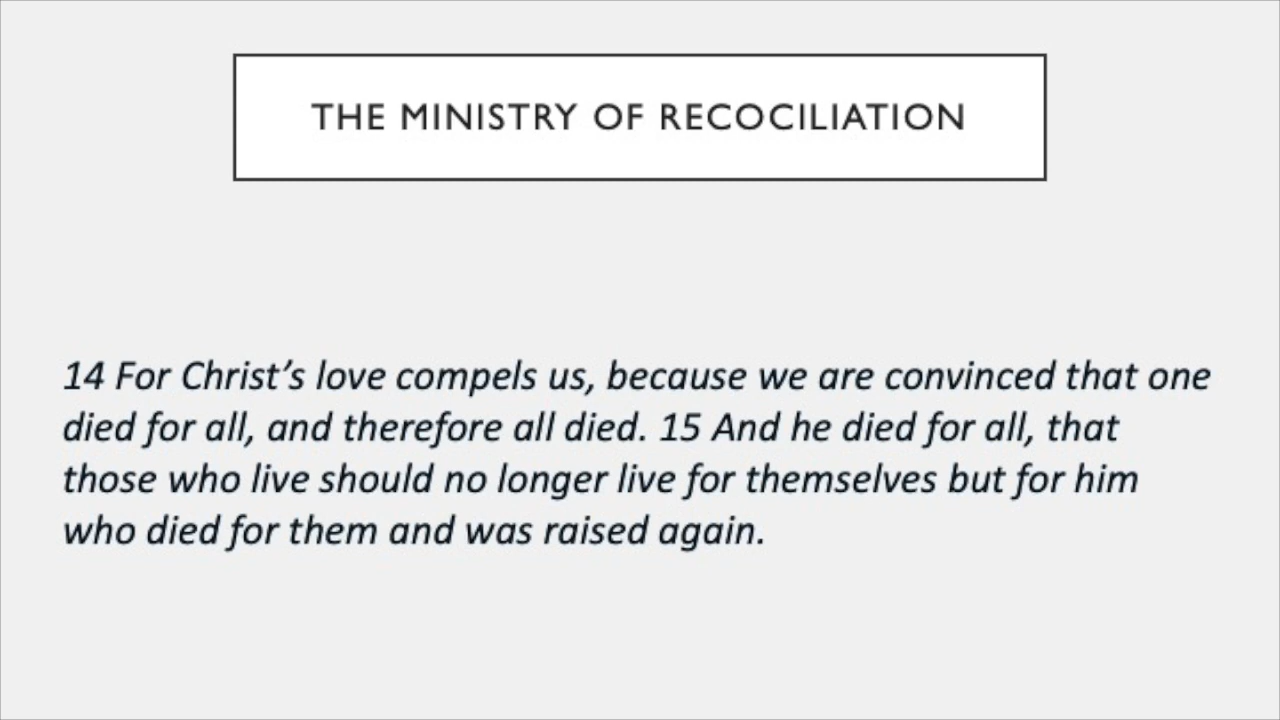 THE MINISTRY OF RECOCILIATION
14 For Christ’s love compels us, because we are convinced that one
died for all, and therefore all died. 15 And he died for all, that
those who live should no longer live for themselves but for him
who died for them and was raised again.